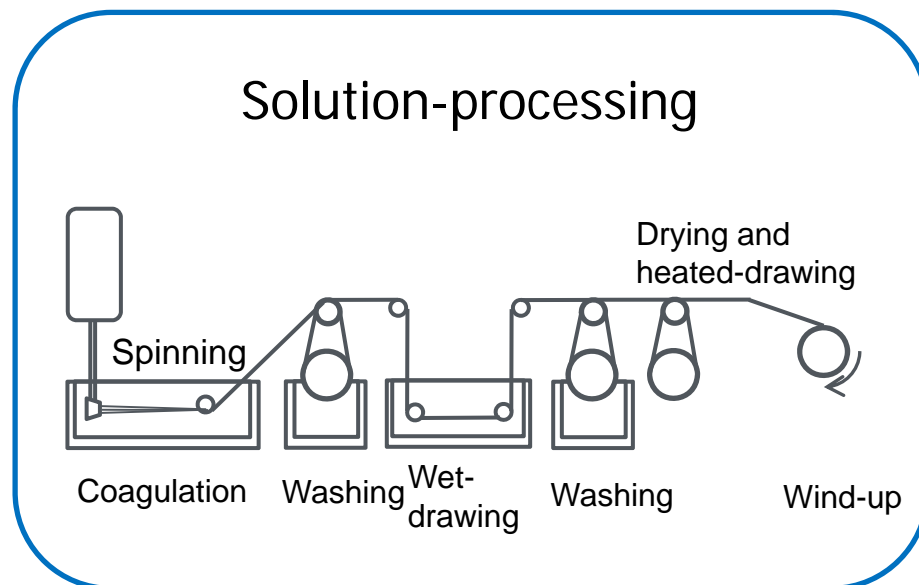 Solution-processing
Drying and
heated-drawing
Spinning
Coagulation
Washing
Wet-
drawing
Washing
Wind-up